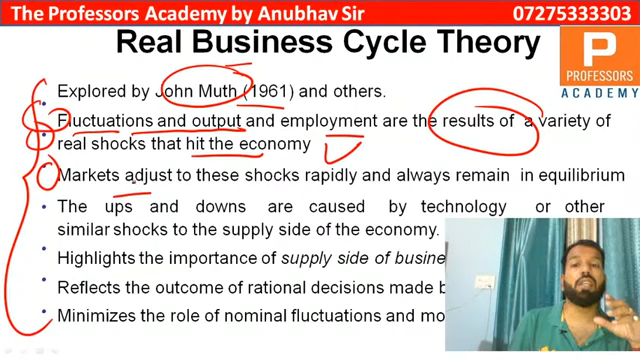 The Professors Academy by Anubhav Sir 07275333303
Real Business Cycle Theory
P
PROFESSORS
ACADEMY
Explored by John Muth (1961) and others.
Fluctuations and output and employment are the results of a variety of
real shocks that hit the economy
Markets adjust to these shocks rapidly and always remain in equilibrium
The ups and downs are caused by technology or other
similar shocks to the supply side of the economy.
Highlights the importance of supply side of
Reflects the outcome of rational decisions made
Minimizes the role of nominal fluctuations and